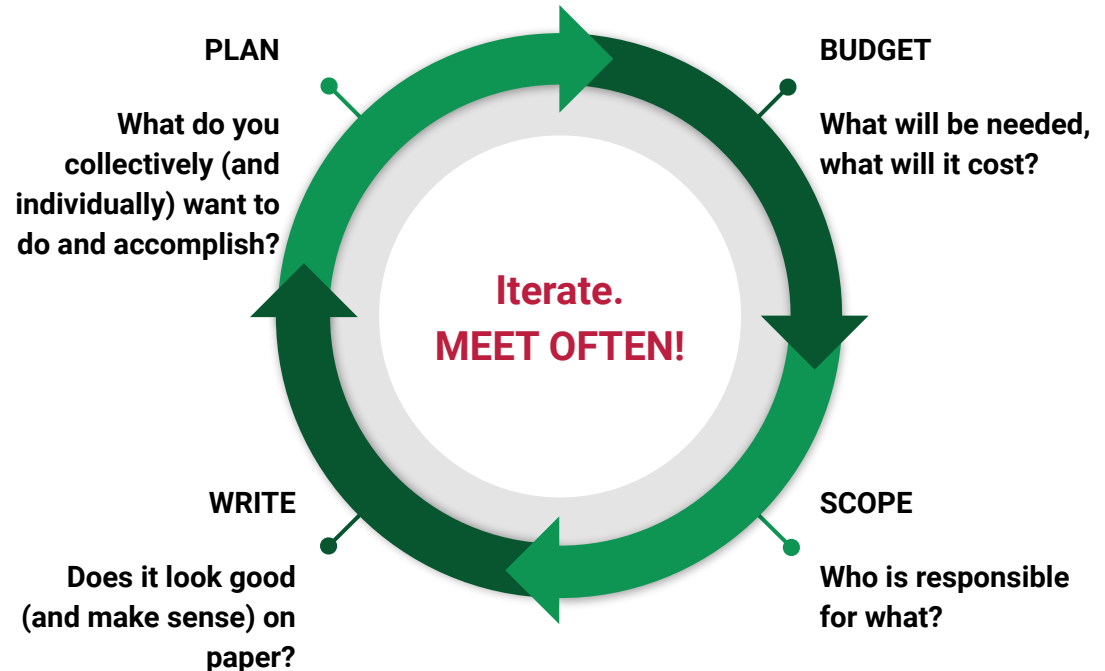 PLAN
What do you
collectively (and
individually) want to
do and accomplish?
BUDGET
What will be needed,
what will it cost?
Iterate.
MEET OFTEN!
WRITE
Does it look good
(and make sense) on
paper?
SCOPE
Who is responsible
for what?